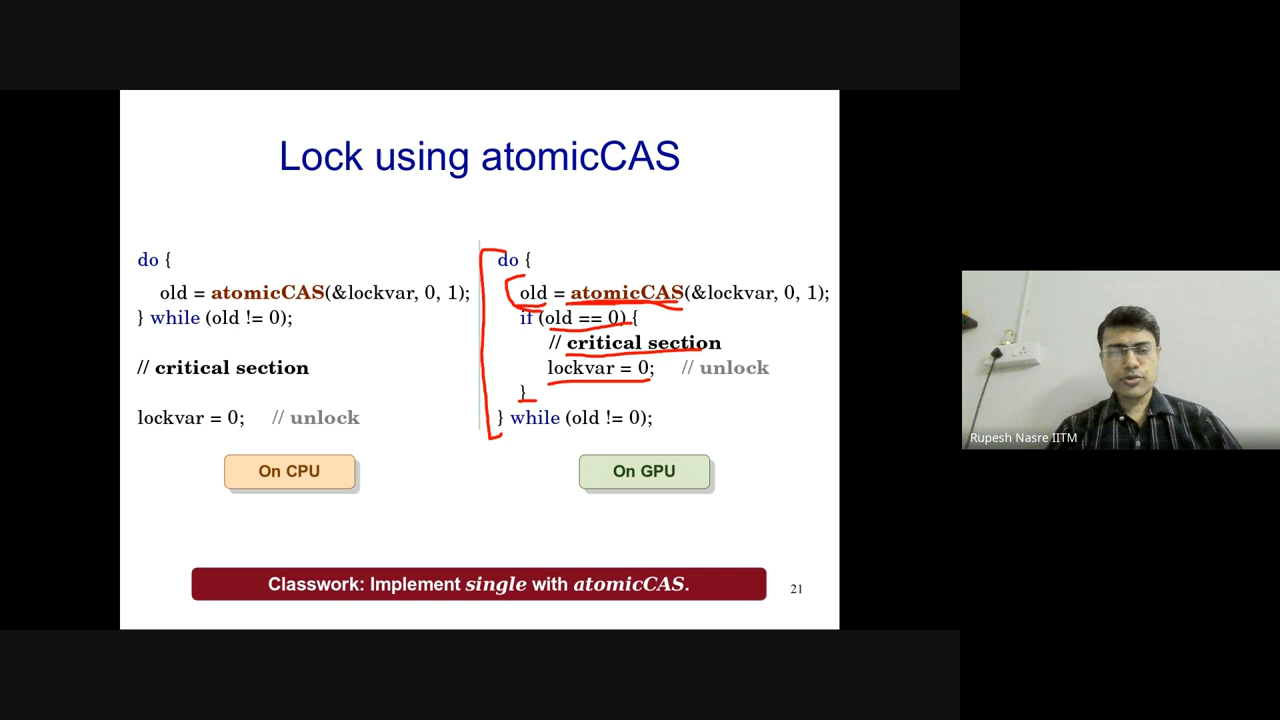 Lock using atomicCAS
do {
old = atomicCAS(&lockvar, 0, 1);
} while (old != 0);
// critical section
lockvar = 0; // unlock
On CPU
do {
old = atomicCAS(&lockvar, 0, 1);
if (old == 0) {
// critical section
lockvar = 0; // unlock
}
} while (old != 0);
On GPU
Classwork: Implement single with atomicCAS.
21
Rupesh Nasre IITM